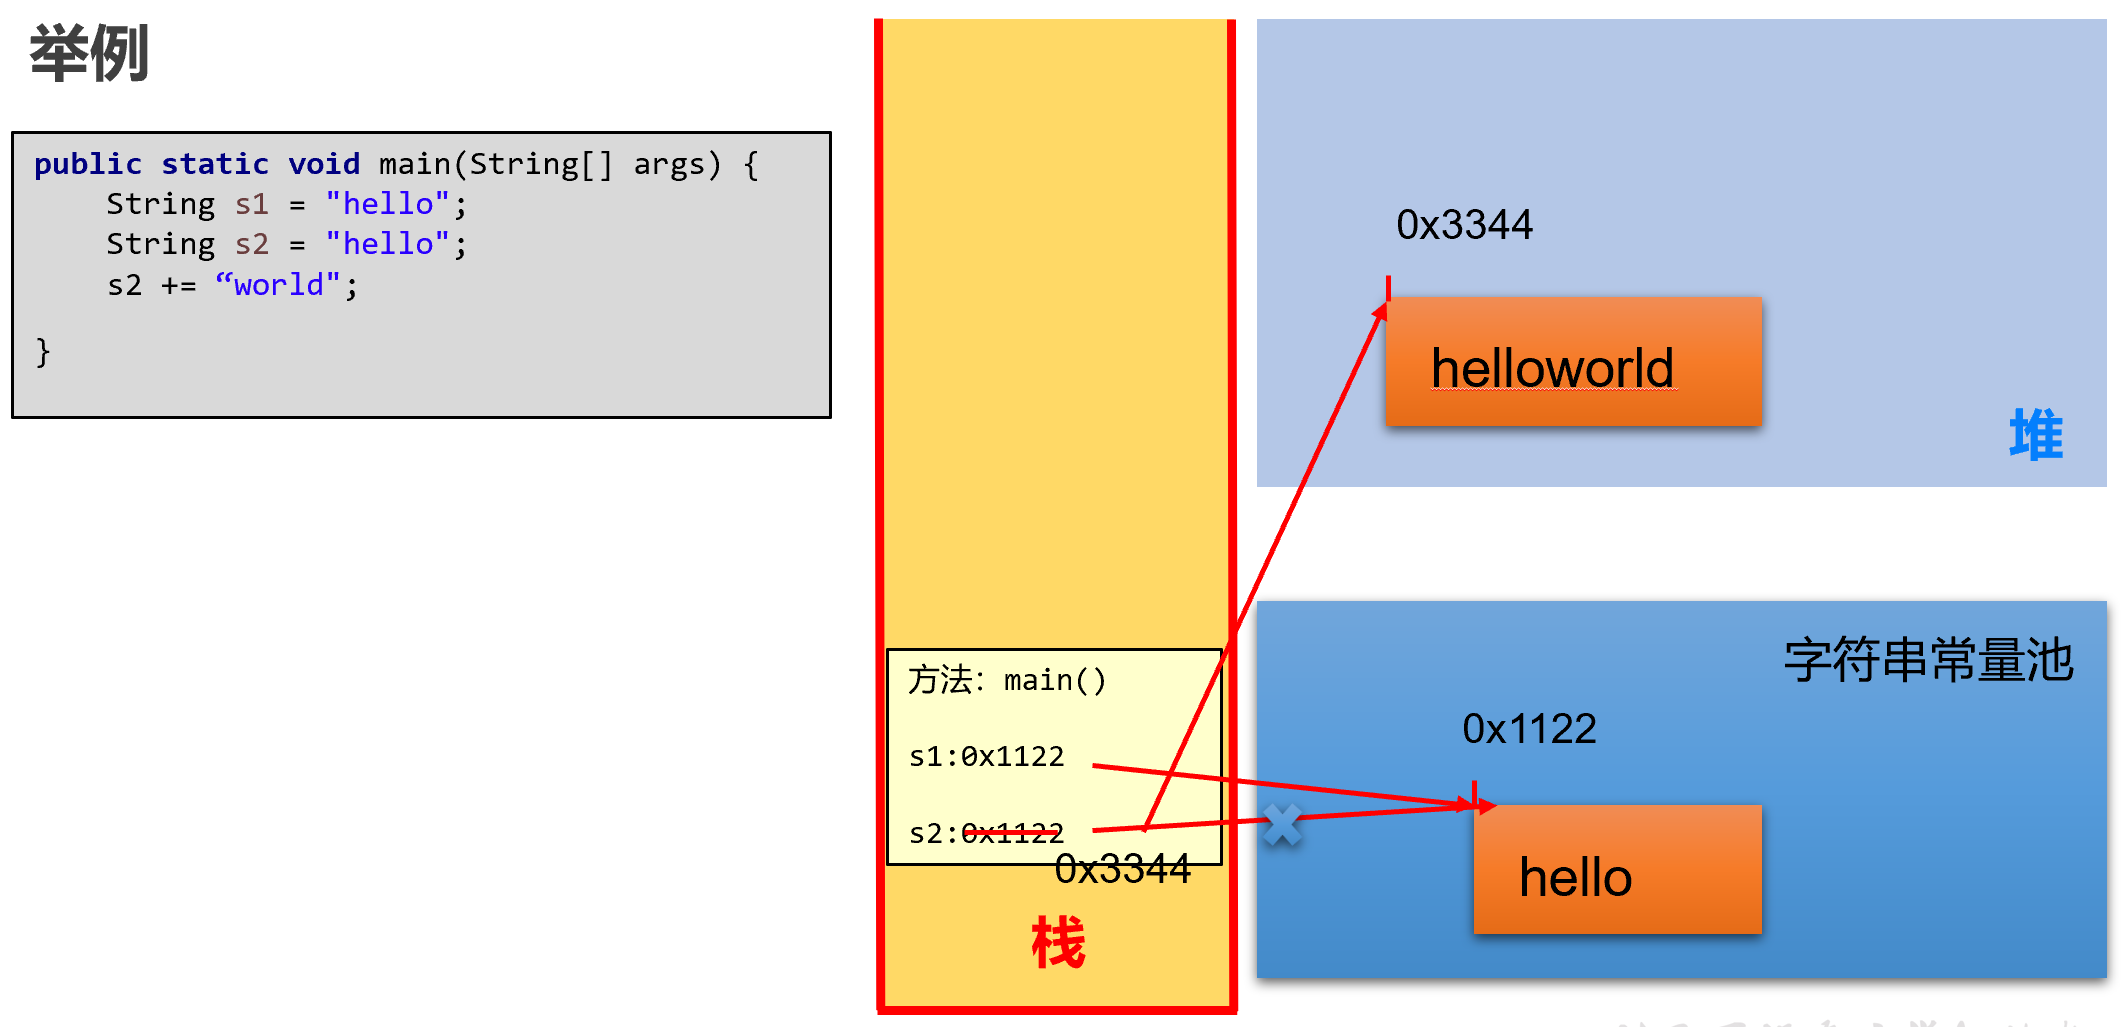 举例
public static void main(String[] args) {
String s1 = "hello";
String s2 = "hello";
s2 += “world";
}
0x3344
helloworld
堆
方法：main()
s1:0x1122
s2:0x1122
0x3344
栈
字符串常量池
0x1122
hello